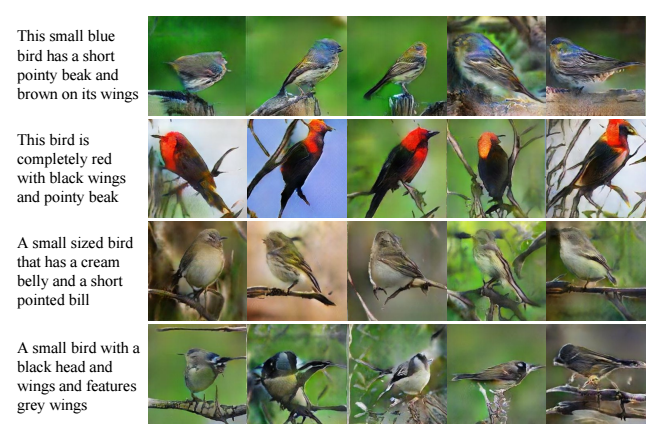 This small blue
bird has a short
pointy beak and
brown on its wings
This bird is
completely red
with black wings
and pointy beak
A small sized bird
that has a cream
belly and a short
pointed bill
A small bird with a
black head and
wings and features
grey wings